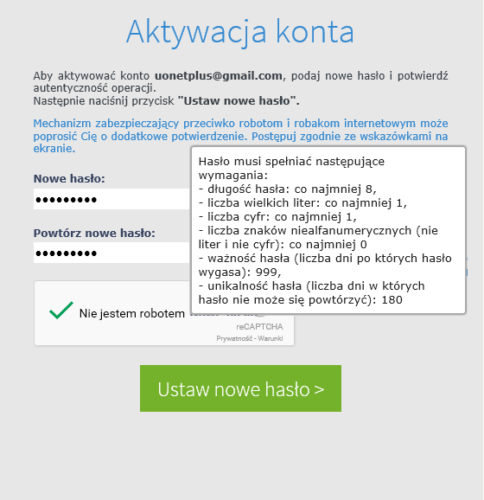 Aktywacja konta
Aby aktywować konto uonetplus@gmail.com, podaj nowe hasło i potwierdź
autentyczność operacji.
Następnie naciśnij przycisk "Ustaw nowe hasło".
Mechanizm zabezpieczający przeciwko robotom i robakom internetowym może
poprosić Cię o dodatkowe potwierdzenie. Postępuj zgodnie ze wskazówkami na
ekranie.
Nowe hasło:
•••••••••
Powtórz nowe hasło:
•••••••••
Hasło musi spełniać następujące
wymagania:
- długość hasła: co najmniej 8,
- liczba wielkich liter: co najmniej 1,
- liczba cyfr: co najmniej 1,
- liczba znaków niealfanumerycznych (nie
liter i nie cyfr): co najmniej 0
- ważność hasła (liczba dni po których hasło
wygasa): 999,
- unikalność hasła (liczba dni w których
hasło nie może się powtórzyć): 180
Nie jestem robotem
reCAPTCHA
Prywatność - Warunki
Ustaw nowe hasło >